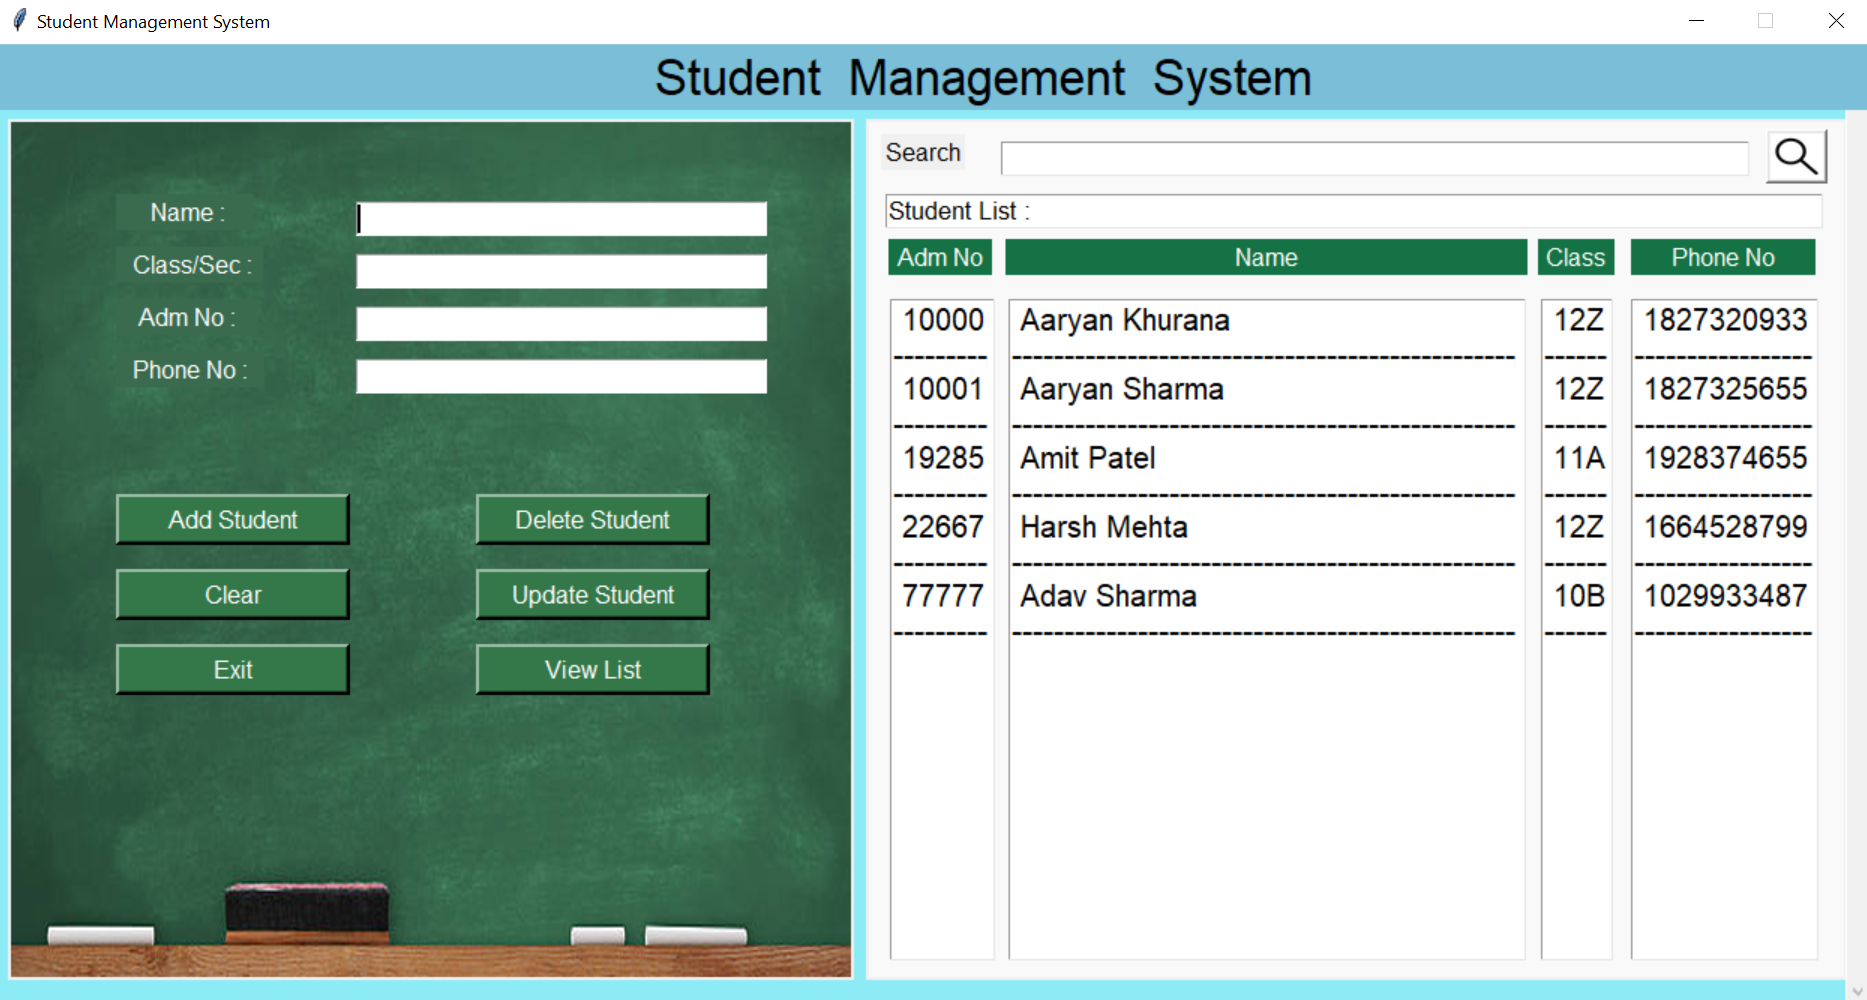 Student Management System
Student Management System
Name :
Class/Sec :
Adm No :
Phone No :
Add Student Delete Student
Clear Update Student
Exit View List
Search
Student List :
Adm No Name Class Phone No
10000 Aaryan Khurana 12Z 1827320933
--------- ------------------------------------------------ ------ -----------------
10001 Aaryan Sharma 12Z 1827325655
--------- ------------------------------------------------ ------ -----------------
19285 Amit Patel 11A 1928374655
--------- ------------------------------------------------ ------ -----------------
22667 Harsh Mehta 12Z 1664528799
--------- ------------------------------------------------ ------ -----------------
77777 Adav Sharma 10B 1029933487
--------- ------------------------------------------------ ------ -----------------